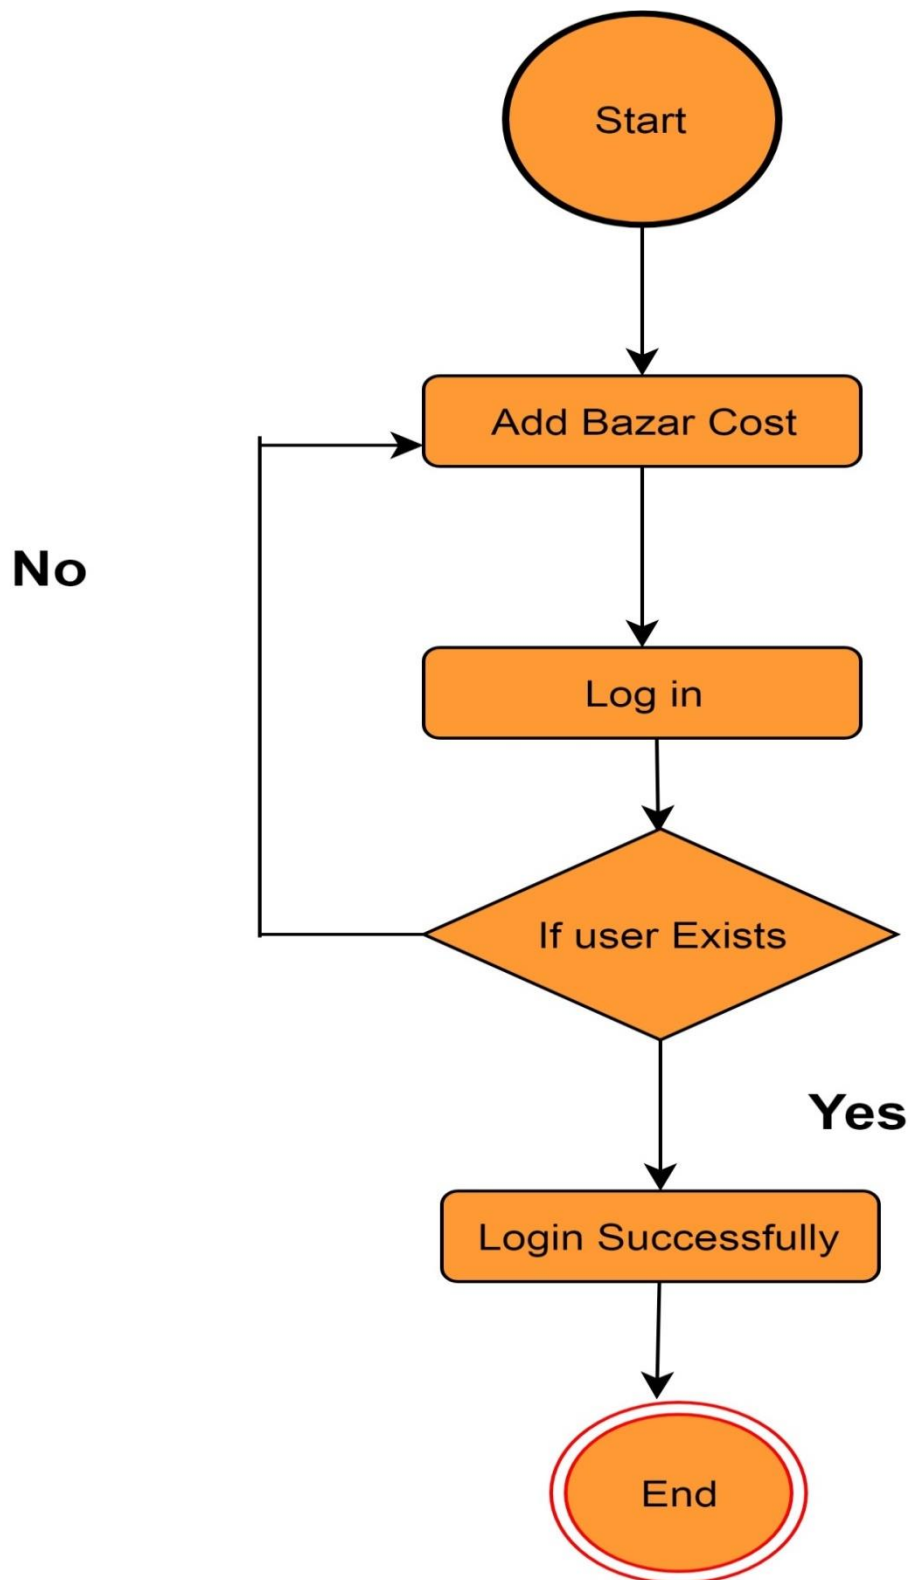 Start
Add Bazar Cost
No
Log in
If user Exists
Yes
Login Successfully
End